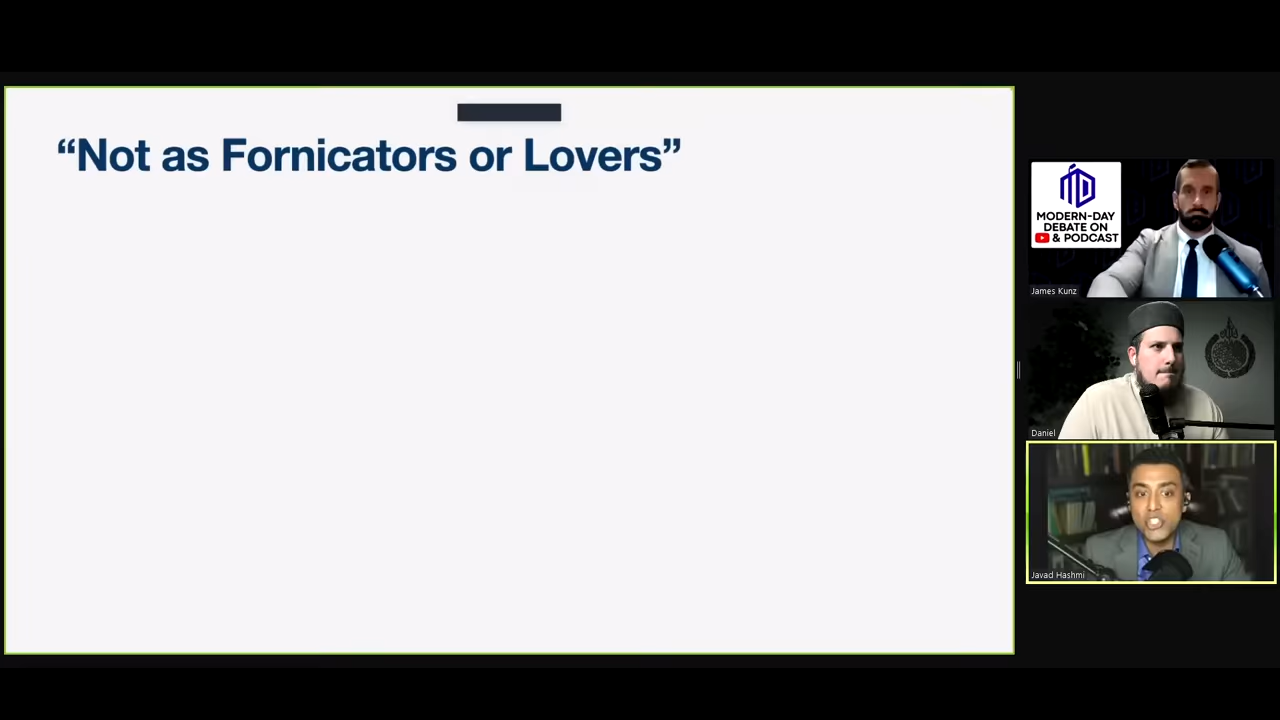 “Not as Fornicators or Lovers”
MODERN-DAY
DEBATE ON
& PODCAST
James Kunz
Daniel
Javad Hashmi